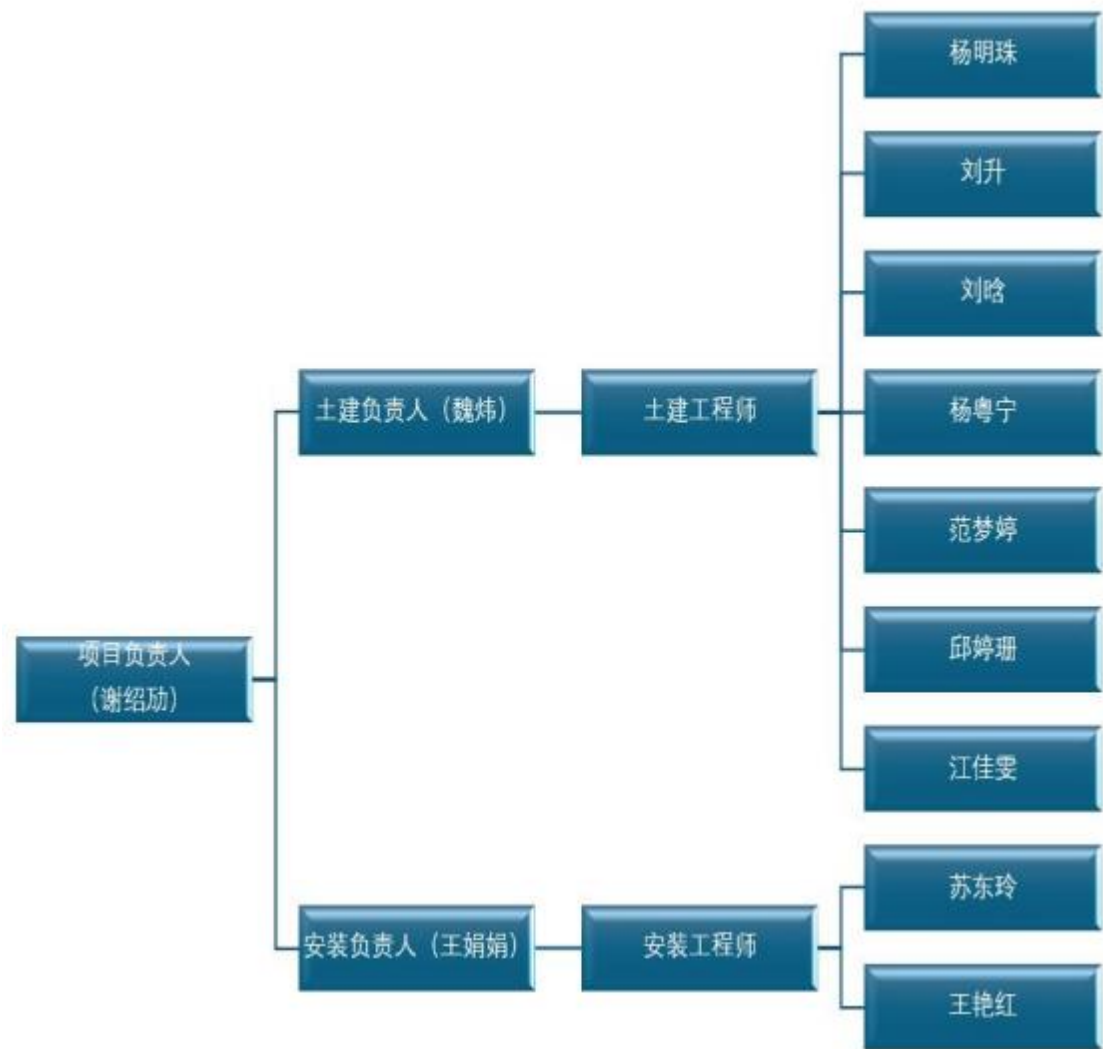 杨明珠
刘升
刘晗
土建负责人（魏炜）
土建工程师
杨粤宁
范梦婷
项目负责人
（谢绍劢）
邱婷珊
江佳雯
苏东玲
安装负责人（王娟娟）
安装工程师
王艳红